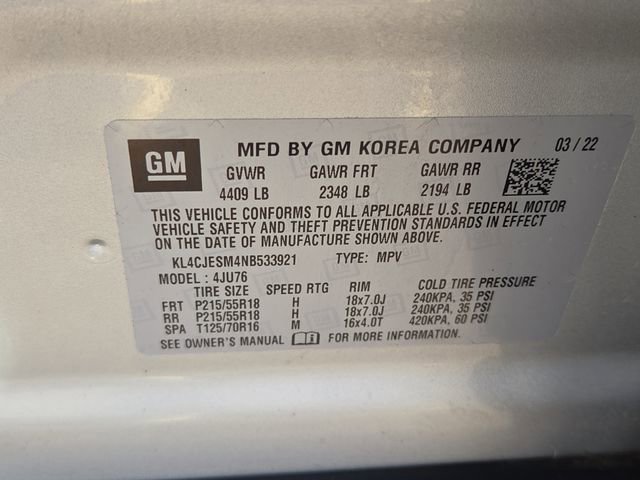 GM MFD BY GM KOREA COMPANY 03 / 22
GVWR GAWR FRT GAWR RR
4409 LB 2348 LB 2194 LB
THIS VEHICLE CONFORMS TO ALL APPLICABLE U.S. FEDERAL MOTOR
VEHICLE SAFETY AND THEFT PREVENTION STANDARDS IN EFFECT
ON THE DATE OF MANUFACTURE SHOWN ABOVE.
KL4CJESM4NB533921 TYPE: MPV
MODEL : 4JU76
TIRE SIZE SPEED RTG RIM COLD TIRE PRESSURE
FRT P215/55R18 H 18x7.0J 240KPA, 35 PSI
RR P215/55R18 H 18x7.0J 240KPA, 35 PSI
SPA T125/70R16 M 16x4.0T 420KPA, 60 PSI
SEE OWNER'S MANUAL FOR MORE INFORMATION.